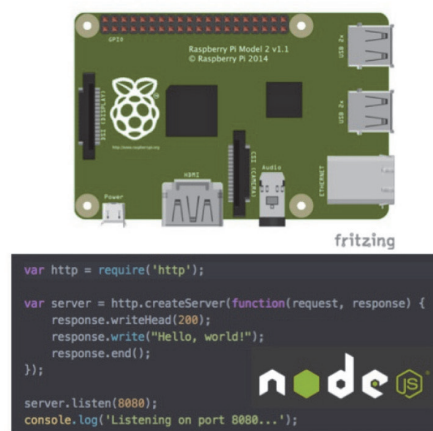 GPIO
Raspberry Pi Model 2 v1.1
© Raspberry Pi 2014
DSI (DISPLAY)
http://www.raspberrypi.org
USB 2x
USB 2x
Power
HDMI
CSI (CAMERA)
Audio
ETHERNET
fritzing
var http = require('http');
var server = http.createServer(function(request, response) {
    response.writeHead(200);
    response.write("Hello, world!");
    response.end();
});
node JS
server.listen(8080);
console.log('Listening on port 8080...');